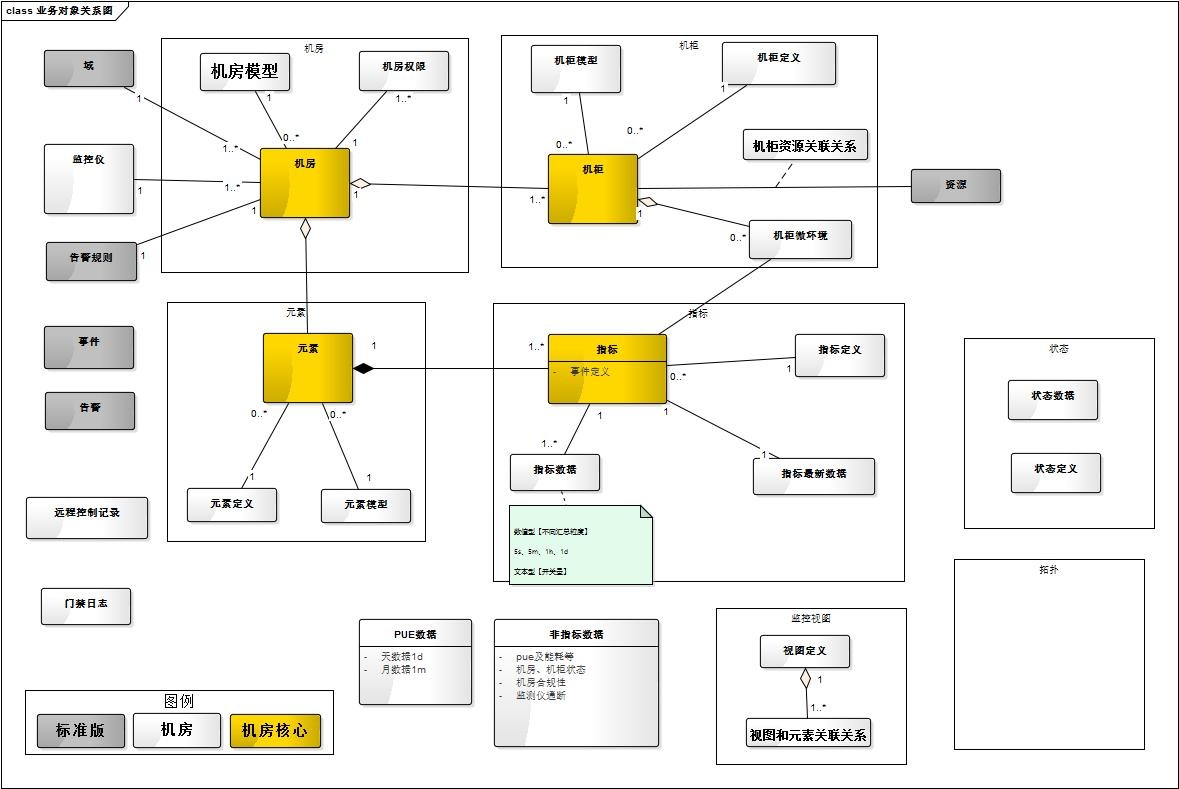 class 业务对象关系图
机房
机柜
域
机房模型
机房权限
机柜模型
机柜定义
1
1
1..*
1
1
0..*
0..*
0..*
1..*
1
机柜资源关联关系
监控仪
机房
机柜
资源
1
1..*
1
1..*
1
1
告警规则
1
0..*
机柜微环境
元素
指标
事件
元素
1
1..*
指标
- 事件定义
指标定义
1
0..*
状态
状态数据
告警
0..*
0..*
1
1
1..*
1
状态定义
1
1
指标数据
指标最新数据
元素定义
元素模型
远程控制记录
数值型【不同汇总粒度】
5s、5m、1h、1d
文本型【开关量】
拓扑
门禁日志
PUE数据
- 天数据1d
- 月数据1m
非指标数据
- pue及能耗等
- 机房、机柜状态
- 机房合规性
- 监测仪通断
监控视图
视图定义
1
1..*
视图和元素关联关系
图例
标准版
机房
机房核心